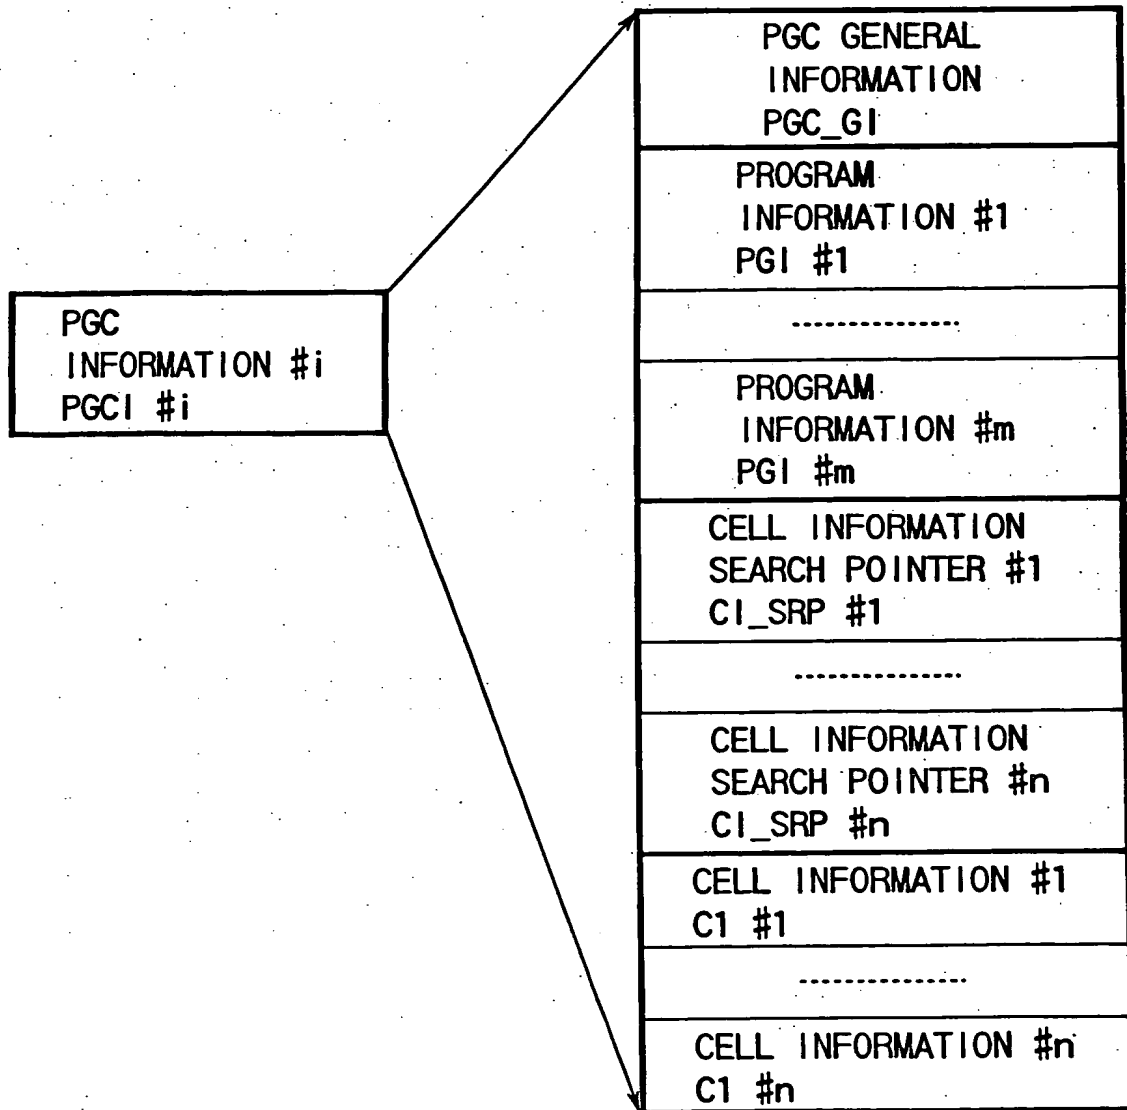 PGC
INFORMATION #i
PGCI #i
PGC GENERAL
INFORMATION
PGC_GI
PROGRAM
INFORMATION #1
PGI #1
PROGRAM
INFORMATION #m
PGI #m
CELL INFORMATION
SEARCH POINTER #1
CI_SRP #1
CELL INFORMATION
SEARCH POINTER #n
CI_SRP #n
CELL INFORMATION #1
C1 #1
CELL INFORMATION #n
C1 #n